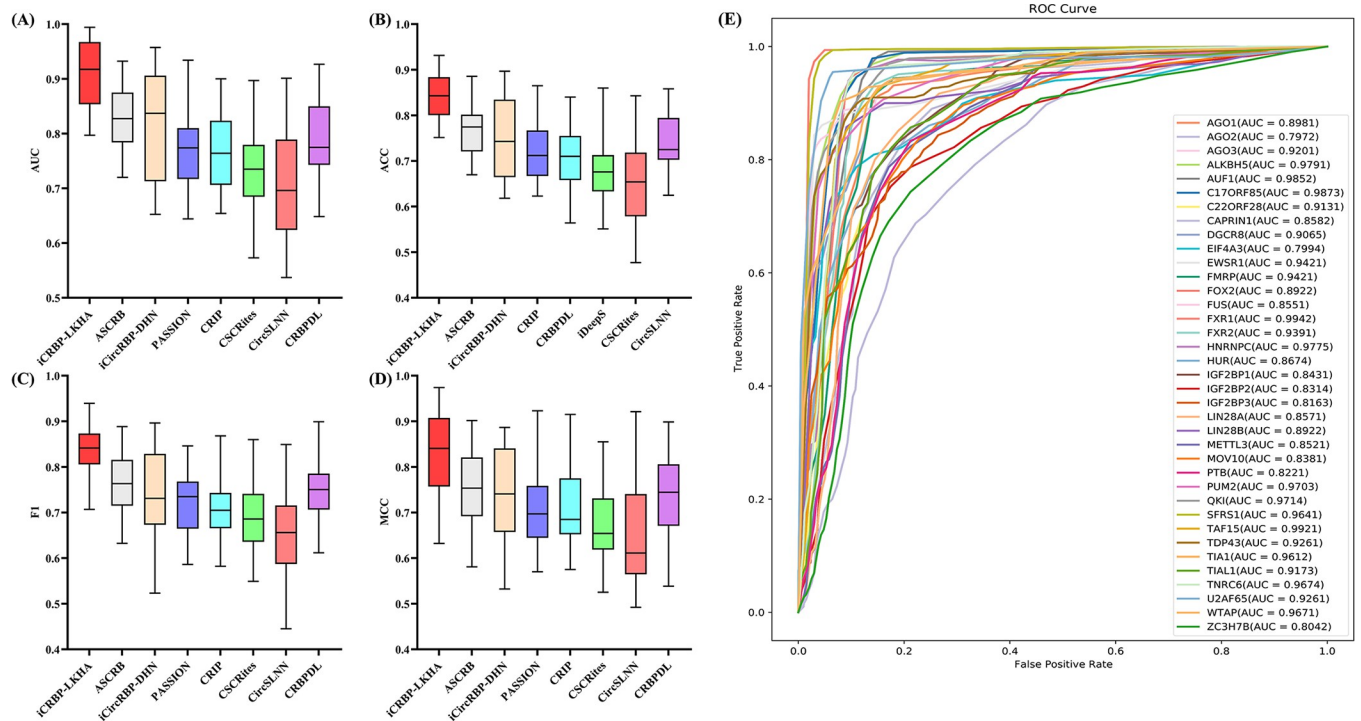 (A)
1.0
0.9
0.8
0.7
0.6
0.5
AUC
iCRBP-LKHA
ASCRB
iCircRBP-DHN
PASSION
CRIP
CSCRites
CircSLNN
CRBPDL
(B)
1.0
0.9
0.8
0.7
0.6
0.5
0.4
ACC
iCRBP-LKHA
ASCRB
iCircRBP-DHN
CRIP
CRBPDL
iDeepS
CSCRites
CircSLNN
(C)
1.0
0.9
0.8
0.7
0.6
0.5
0.4
F1
iCRBP-LKHA
ASCRB
iCircRBP-DHN
PASSION
CRIP
CSCRites
CircSLNN
CRBPDL
(D)
1.0
0.9
0.8
0.7
0.6
0.5
0.4
MCC
iCRBP-LKHA
ASCRB
iCircRBP-DHN
PASSION
CRIP
CSCRites
CircSLNN
CRBPDL
(E)
ROC Curve
1.0
0.8
0.6
0.4
0.2
0.0
True Positive Rate
0.0
0.2
0.4
0.6
0.8
1.0
False Positive Rate
AGO1(AUC = 0.8981)
AGO2(AUC = 0.7972)
AGO3(AUC = 0.9201)
ALKBH5(AUC = 0.9791)
AUF1(AUC = 0.9852)
C17ORF85(AUC = 0.9873)
C22ORF28(AUC = 0.9131)
CAPRIN1(AUC = 0.8582)
DGCR8(AUC = 0.9065)
EIF4A3(AUC = 0.7994)
EWSR1(AUC = 0.9421)
FMRP(AUC = 0.9421)
FOX2(AUC = 0.8922)
FUS(AUC = 0.8551)
FXR1(AUC = 0.9942)
FXR2(AUC = 0.9391)
HNRNPC(AUC = 0.9775)
HUR(AUC = 0.8674)
IGF2BP1(AUC = 0.8431)
IGF2BP2(AUC = 0.8314)
IGF2BP3(AUC = 0.8163)
LIN28A(AUC = 0.8571)
LIN28B(AUC = 0.8922)
METTL3(AUC = 0.8521)
MOV10(AUC = 0.8381)
PTB(AUC = 0.8221)
PUM2(AUC = 0.9703)
QKI(AUC = 0.9714)
SFRS1(AUC = 0.9641)
TAF15(AUC = 0.9921)
TDP43(AUC = 0.9261)
TIA1(AUC = 0.9612)
TIAL1(AUC = 0.9173)
TNRC6(AUC = 0.9674)
U2AF65(AUC = 0.9261)
WTAP(AUC = 0.9671)
ZC3H7B(AUC = 0.8042)